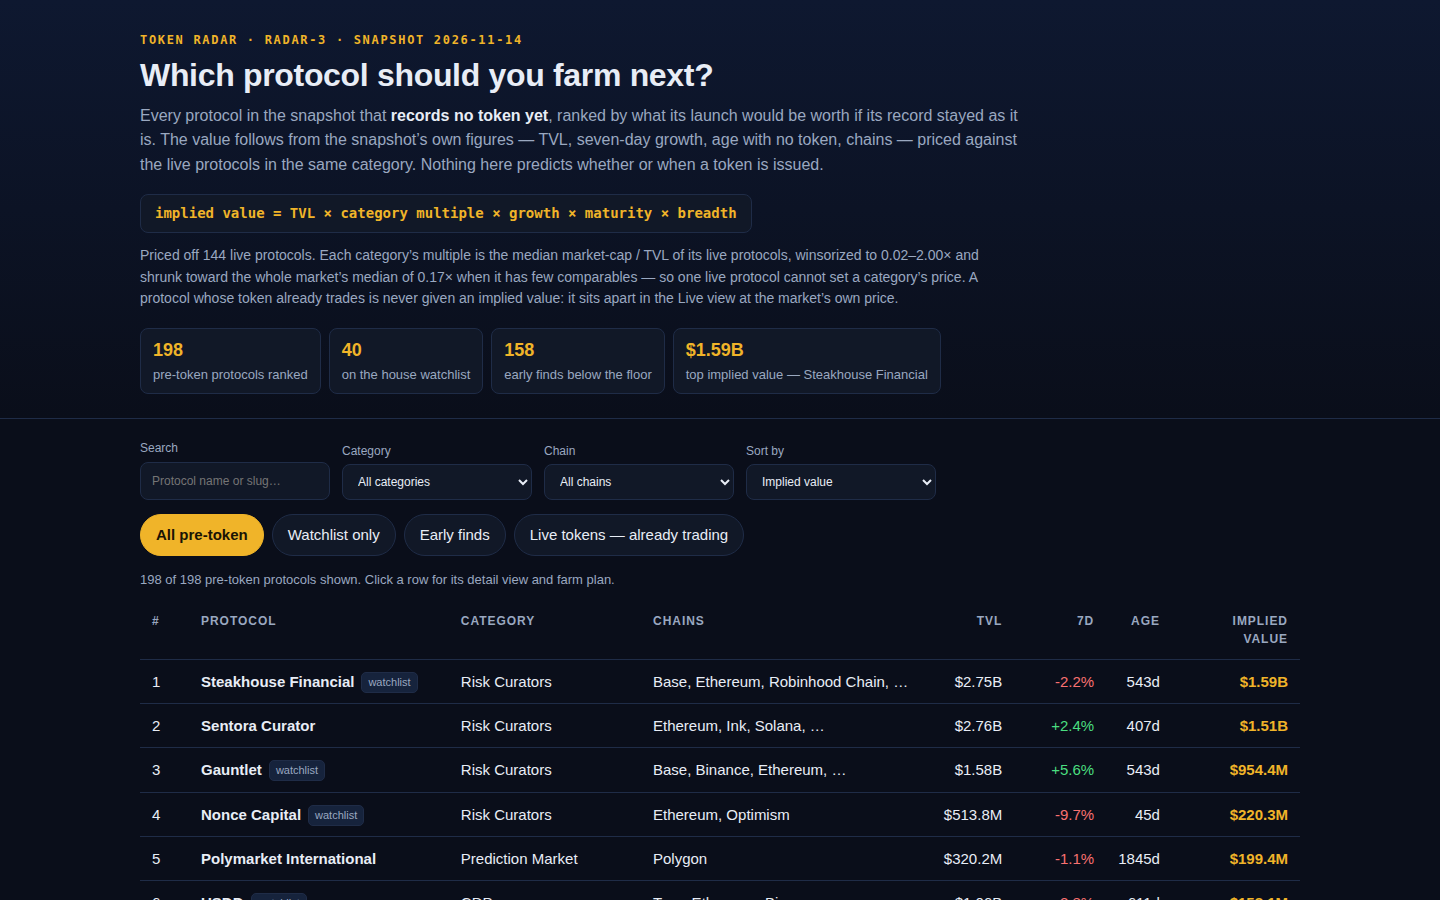 TOKEN RADAR · RADAR-3 · SNAPSHOT 2026-11-14
Which protocol should you farm next?
Every protocol in the snapshot that records no token yet, ranked by what its launch would be worth if its record stayed as it
is. The value follows from the snapshot’s own figures — TVL, seven-day growth, age with no token, chains — priced against
the live protocols in the same category. Nothing here predicts whether or when a token is issued.
implied value = TVL × category multiple × growth × maturity × breadth
Priced off 144 live protocols. Each category’s multiple is the median market-cap / TVL of its live protocols, winsorized to 0.02–2.00× and
shrunk toward the whole market’s median of 0.17× when it has few comparables — so one live protocol cannot set a category’s price. A
protocol whose token already trades is never given an implied value: it sits apart in the Live view at the market’s own price.
198 40 158 $1.59B
pre-token protocols ranked on the house watchlist early finds below the floor top implied value — Steakhouse Financial
Search Category Chain Sort by
Protocol name or slug… All categories All chains Implied value
All pre-token Watchlist only Early finds Live tokens — already trading
198 of 198 pre-token protocols shown. Click a row for its detail view and farm plan.
# PROTOCOL CATEGORY CHAINS TVL 7D AGE IMPLIED VALUE
1 Steakhouse Financial watchlist Risk Curators Base, Ethereum, Robinhood Chain, … $2.75B -2.2% 543d $1.59B
2 Sentora Curator Risk Curators Ethereum, Ink, Solana, … $2.76B +2.4% 407d $1.51B
3 Gauntlet watchlist Risk Curators Base, Binance, Ethereum, … $1.58B +5.6% 543d $954.4M
4 Nonce Capital watchlist Risk Curators Ethereum, Optimism $513.8M -9.7% 45d $220.3M
5 Polymarket International Prediction Market Polygon $320.2M -1.1% 1845d $199.4M